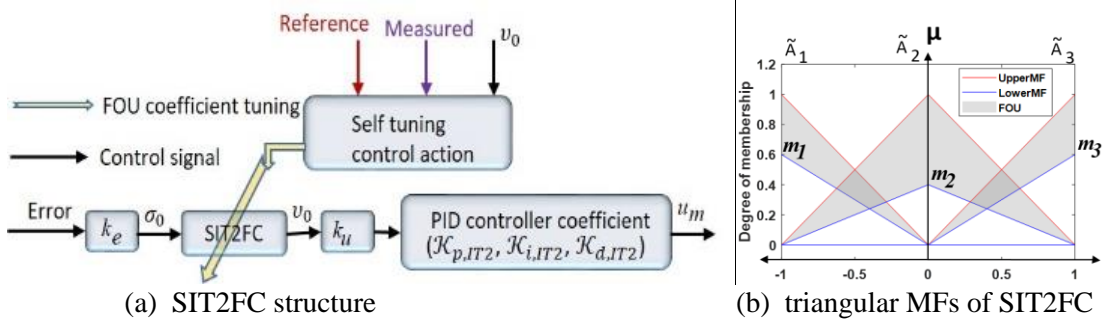 Reference
Measured
υ₀
FOU coefficient tuning
Self tuning
control action
Control signal
Error
kₑ
σ₀
SIT2FC
υ₀
kᵤ
PID controller coefficient
(𝒦p,IT2, 𝒦i,IT2, 𝒦d,IT2)
uₘ
(a) SIT2FC structure
Ã₁
Ã₂
μ
Ã₃
Degree of membership
1.2
1
0.8
0.6
0.4
0.2
0
UpperMF
LowerMF
FOU
m1
m2
m3
-1
-0.5
0
0.5
1
(b) triangular MFs of SIT2FC